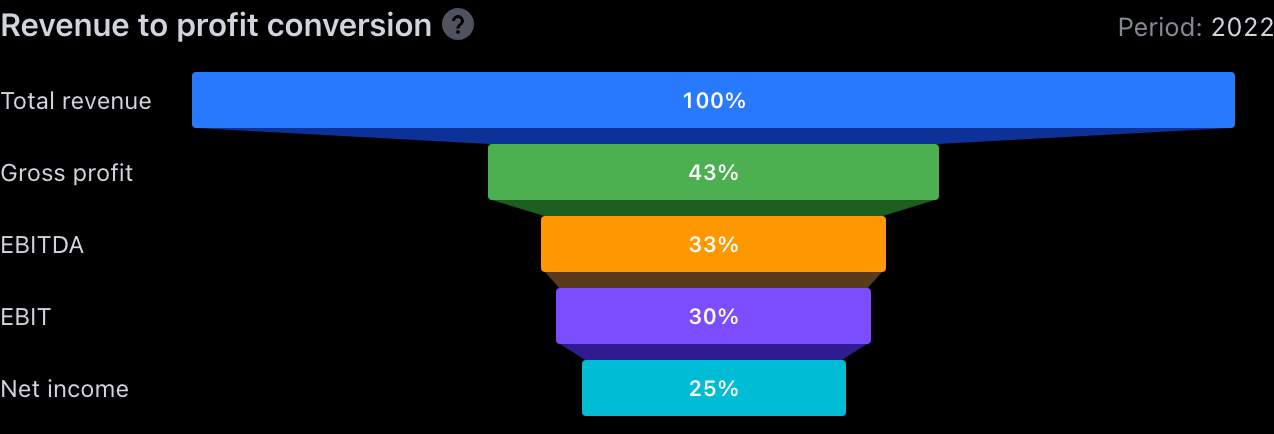 Revenue to profit conversion ?
Period: 2022
Total revenue 100%
Gross profit 43%
EBITDA 33%
EBIT 30%
Net income 25%